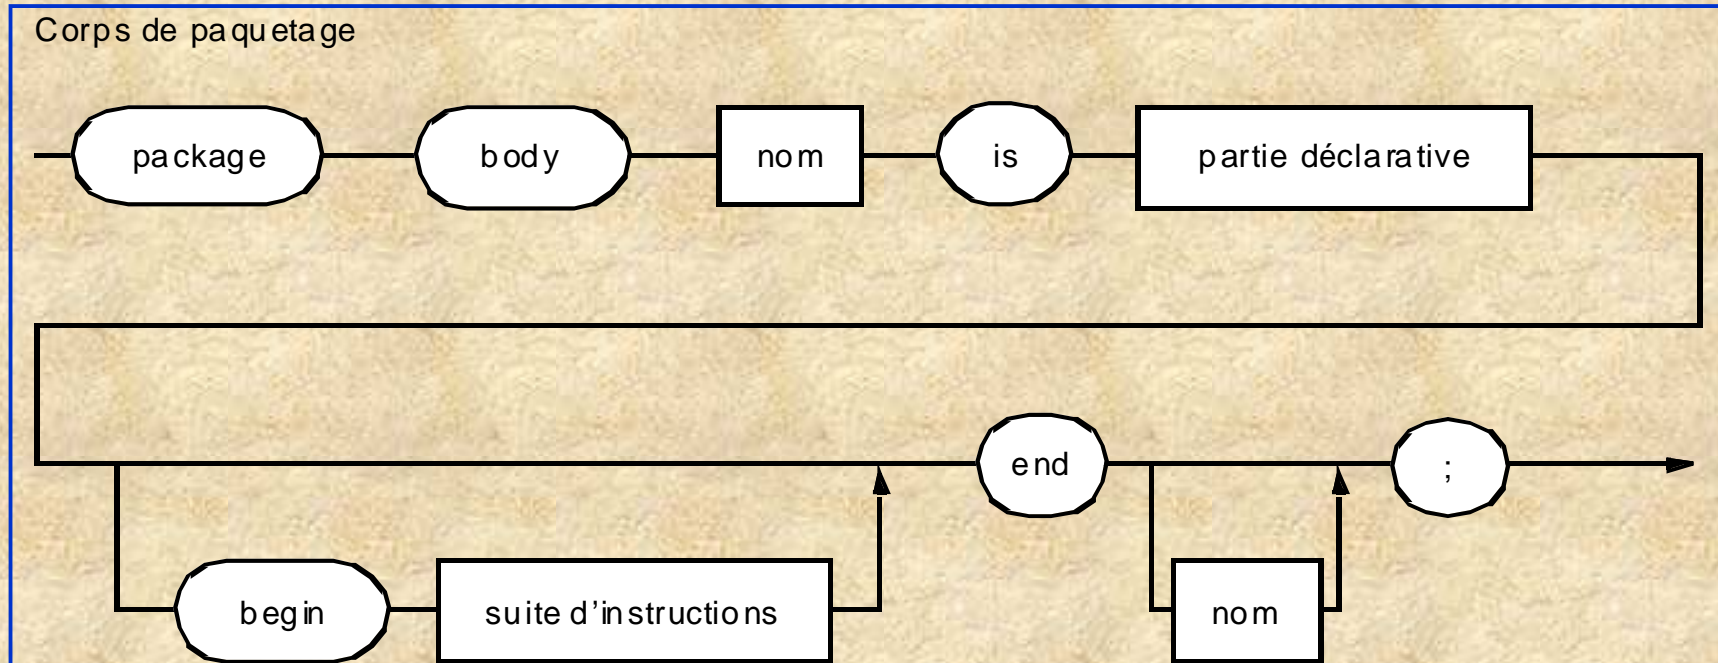 Corps de paquetage
package body nom is partie déclarative
end ;
begin suite d’instructions nom